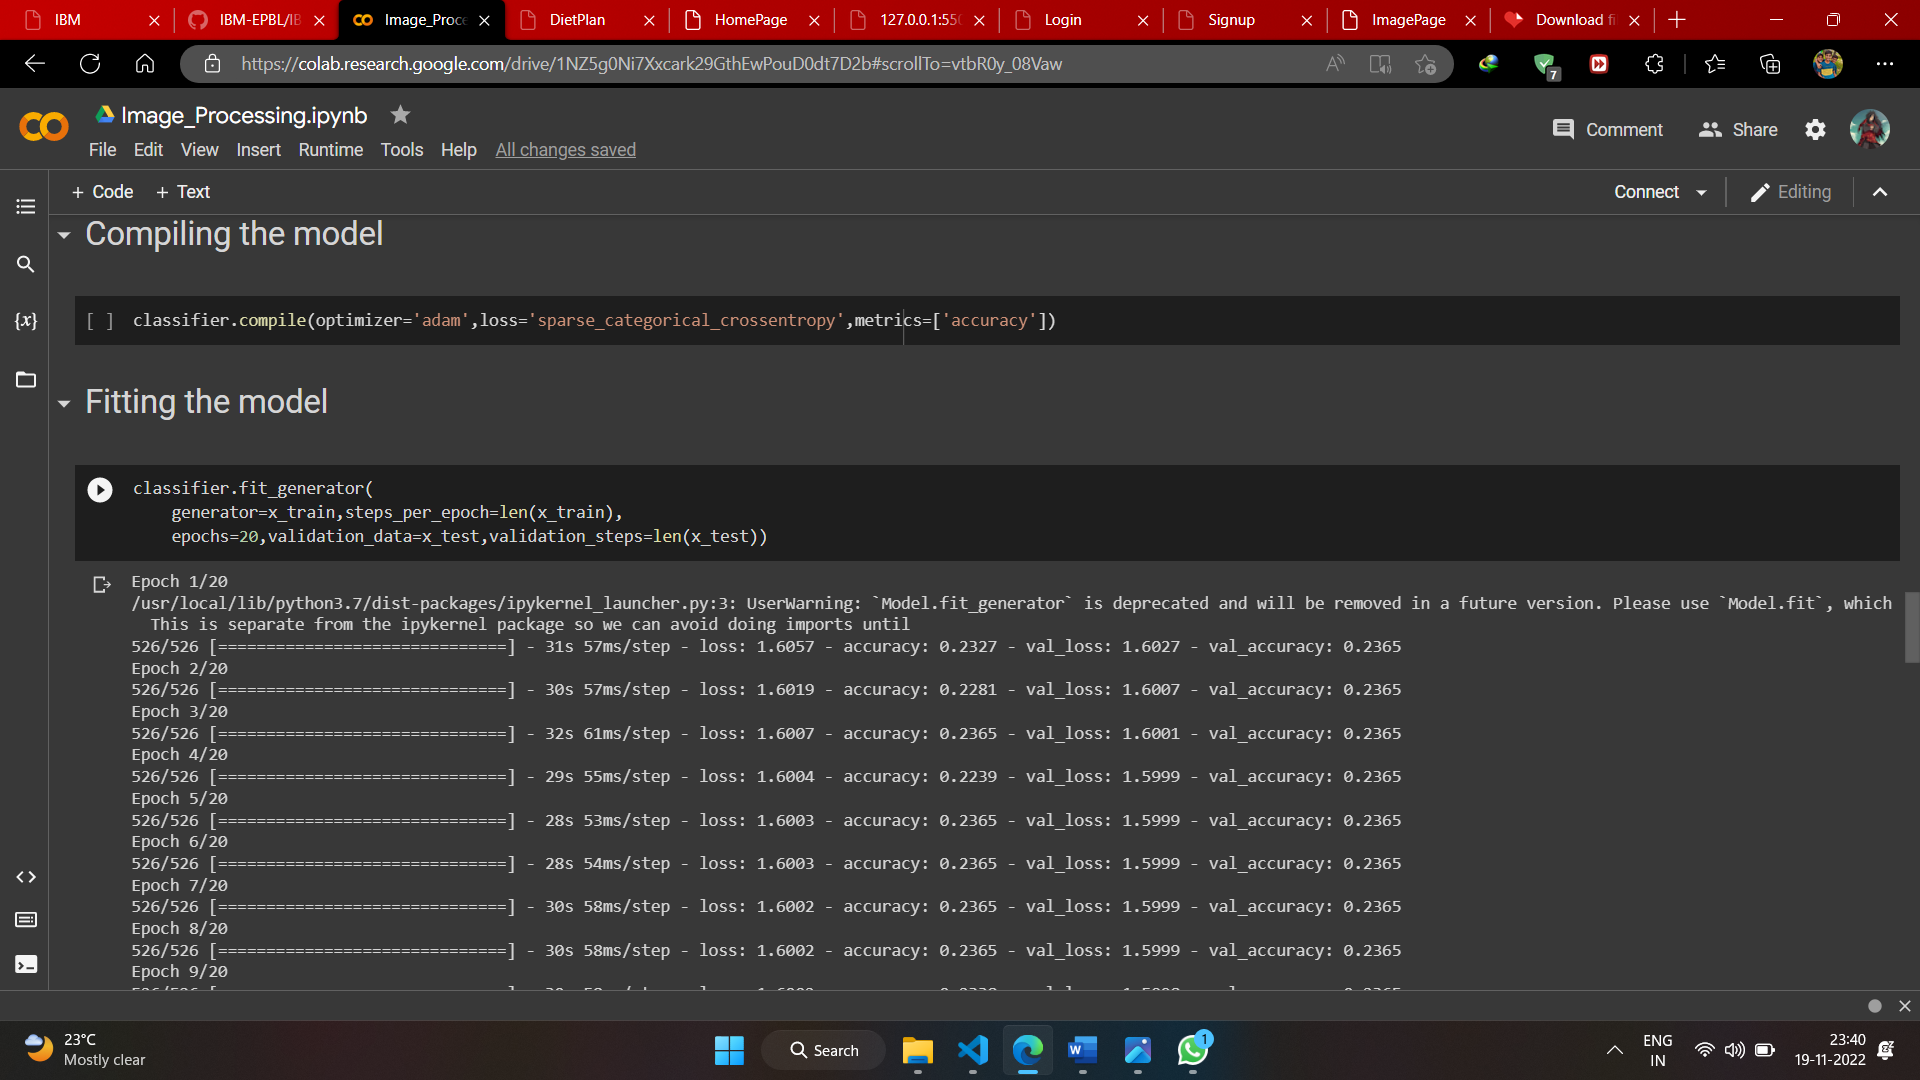 IBM
IBM-EPBL/IB
Image_Proce
DietPlan
HomePage
127.0.0.1:550
Login
Signup
ImagePage
Download fi
https://colab.research.google.com/drive/1NZ5g0Ni7Xxcark29GthEwPouD0dt7D2b#scrollTo=vtbR0y_08Vaw
7
Image_Processing.ipynb
File Edit View Insert Runtime Tools Help All changes saved
Comment Share
+ Code + Text
Connect Editing
Compiling the model
[ ] classifier.compile(optimizer='adam',loss='sparse_categorical_crossentropy',metrics=['accuracy'])
Fitting the model
classifier.fit_generator(
generator=x_train,steps_per_epoch=len(x_train),
epochs=20,validation_data=x_test,validation_steps=len(x_test))
Epoch 1/20
/usr/local/lib/python3.7/dist-packages/ipykernel_launcher.py:3: UserWarning: `Model.fit_generator` is deprecated and will be removed in a future version. Please use `Model.fit`, which
This is separate from the ipykernel package so we can avoid doing imports until
526/526 [==============================] - 31s 57ms/step - loss: 1.6057 - accuracy: 0.2327 - val_loss: 1.6027 - val_accuracy: 0.2365
Epoch 2/20
526/526 [==============================] - 30s 57ms/step - loss: 1.6019 - accuracy: 0.2281 - val_loss: 1.6007 - val_accuracy: 0.2365
Epoch 3/20
526/526 [==============================] - 32s 61ms/step - loss: 1.6007 - accuracy: 0.2365 - val_loss: 1.6001 - val_accuracy: 0.2365
Epoch 4/20
526/526 [==============================] - 29s 55ms/step - loss: 1.6004 - accuracy: 0.2239 - val_loss: 1.5999 - val_accuracy: 0.2365
Epoch 5/20
526/526 [==============================] - 28s 53ms/step - loss: 1.6003 - accuracy: 0.2365 - val_loss: 1.5999 - val_accuracy: 0.2365
Epoch 6/20
526/526 [==============================] - 28s 54ms/step - loss: 1.6003 - accuracy: 0.2365 - val_loss: 1.5999 - val_accuracy: 0.2365
Epoch 7/20
526/526 [==============================] - 30s 58ms/step - loss: 1.6002 - accuracy: 0.2365 - val_loss: 1.5999 - val_accuracy: 0.2365
Epoch 8/20
526/526 [==============================] - 30s 58ms/step - loss: 1.6002 - accuracy: 0.2365 - val_loss: 1.5999 - val_accuracy: 0.2365
Epoch 9/20
23°C
Mostly clear
Search
1
ENG
IN
23:40
19-11-2022